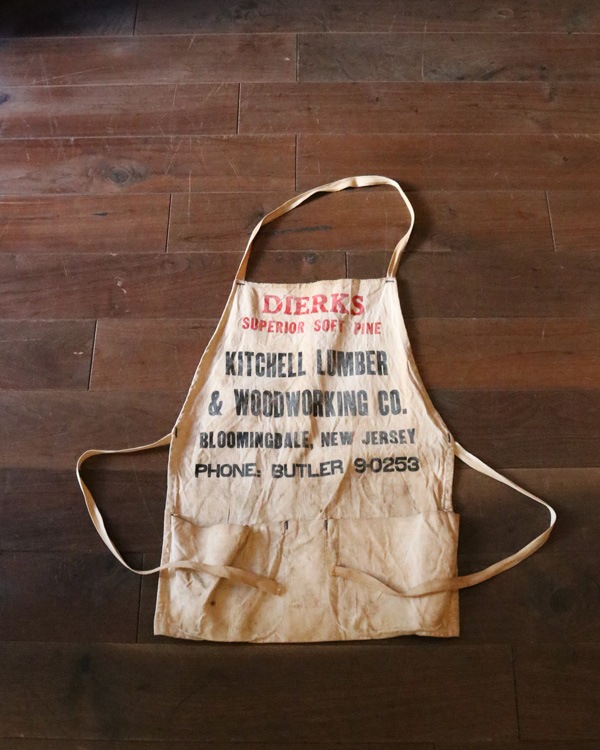 DIERKS
SUPERIOR SOFT PINE
KITCHELL LUMBER
& WOODWORKING CO.
BLOOMINGDALE, NEW JERSEY
PHONE: BUTLER 9-0253